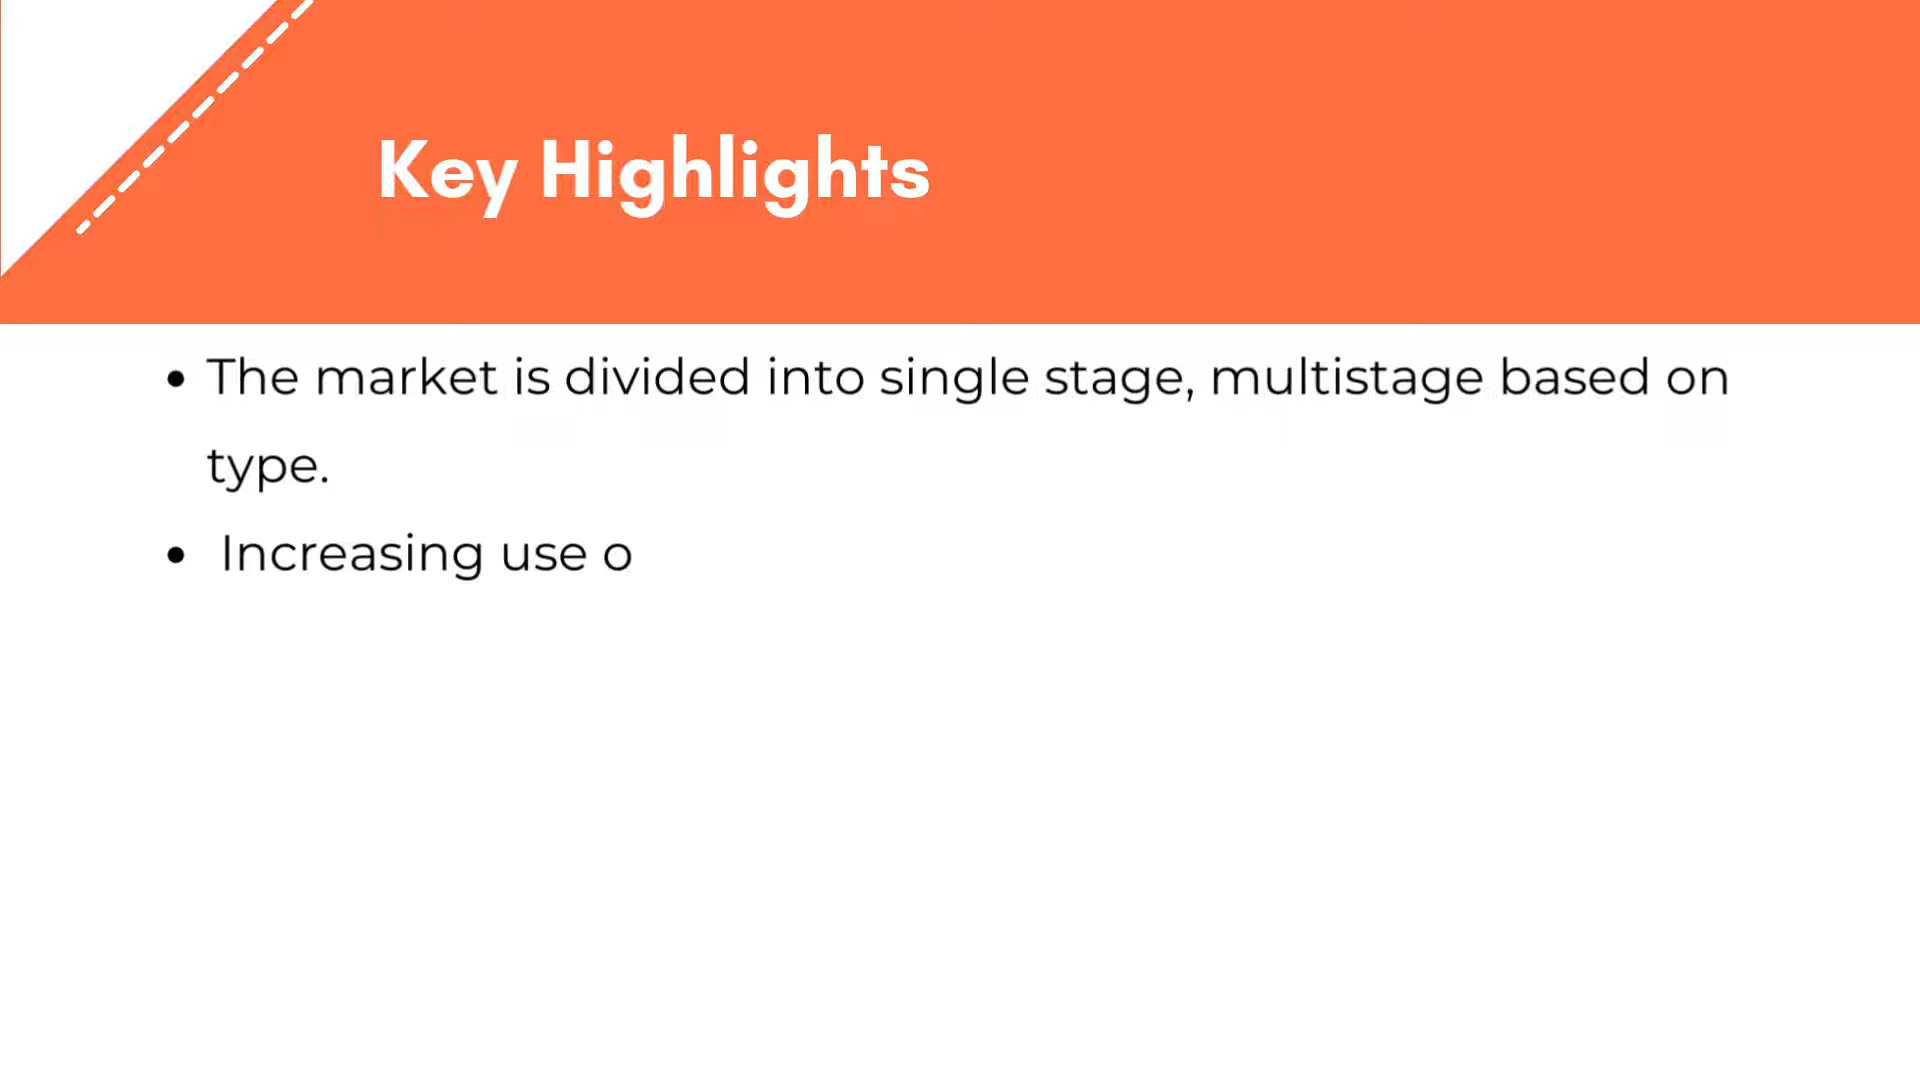 Key Highlights
• The market is divided into single stage, multistage based on
type.
• Increasing use o